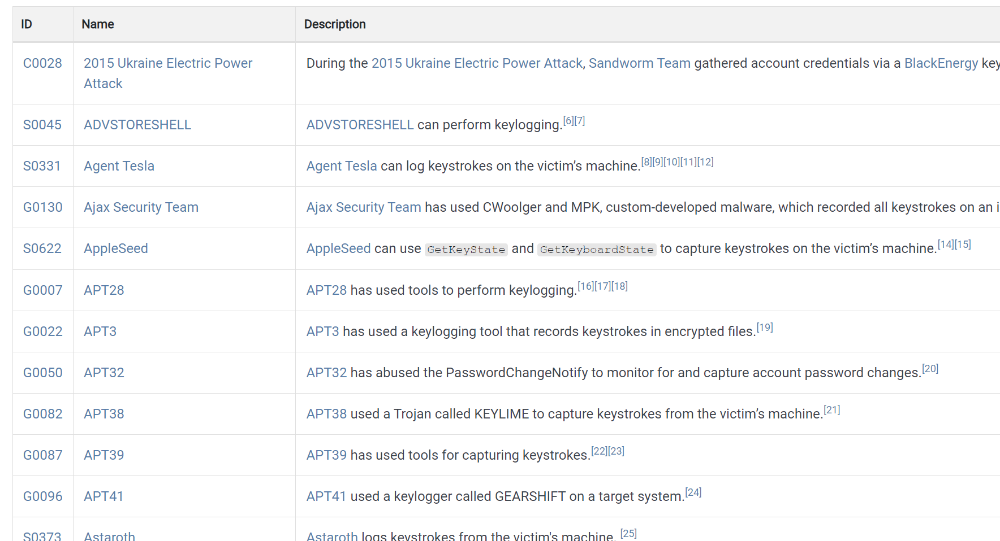 ID Name Description
C0028 2015 Ukraine Electric Power During the 2015 Ukraine Electric Power Attack, Sandworm Team gathered account credentials via a BlackEnergy key
Attack
S0045 ADVSTORESHELL ADVSTORESHELL can perform keylogging.[6][7]
S0331 Agent Tesla Agent Tesla can log keystrokes on the victim’s machine.[8][9][10][11][12]
G0130 Ajax Security Team Ajax Security Team has used CWoolger and MPK, custom-developed malware, which recorded all keystrokes on an i
S0622 AppleSeed AppleSeed can use GetKeyState and GetKeyboardState to capture keystrokes on the victim’s machine.[14][15]
G0007 APT28 APT28 has used tools to perform keylogging.[16][17][18]
G0022 APT3 APT3 has used a keylogging tool that records keystrokes in encrypted files.[19]
G0050 APT32 APT32 has abused the PasswordChangeNotify to monitor for and capture account password changes.[20]
G0082 APT38 APT38 used a Trojan called KEYLIME to capture keystrokes from the victim’s machine.[21]
G0087 APT39 APT39 has used tools for capturing keystrokes.[22][23]
G0096 APT41 APT41 used a keylogger called GEARSHIFT on a target system.[24]
S0373 Astaroth Astaroth logs keystrokes from the victim's machine. [25]